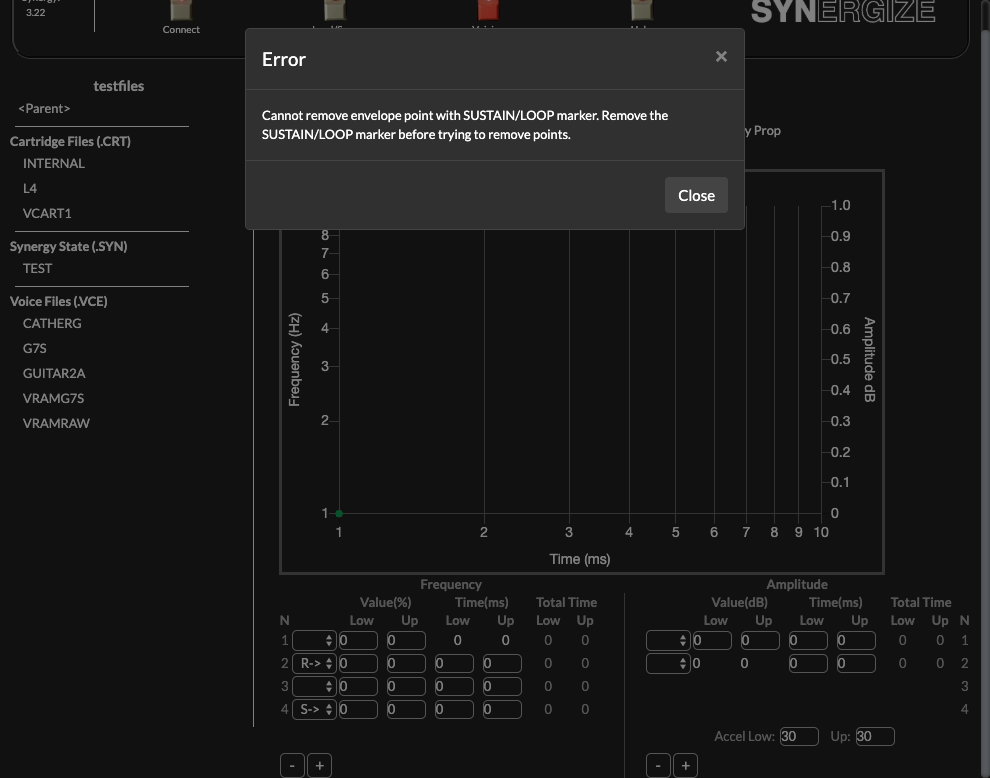 3.22
SYNERGIZE
Connect
Error
×
Cannot remove envelope point with SUSTAIN/LOOP marker. Remove the
SUSTAIN/LOOP marker before trying to remove points.
Close
testfiles
<Parent>
Cartridge Files (.CRT)
INTERNAL
L4
VCART1
Synergy State (.SYN)
TEST
Voice Files (.VCE)
CATHERG
G7S
GUITAR2A
VRAMG7S
VRAMRAW
y Prop
8
7
6
5
4
3
2
1
Frequency (Hz)
1 2 3 4 5 6 7 8 9 10
Time (ms)
1.0
0.9
0.8
0.7
0.6
0.5
0.4
0.3
0.2
0.1
0
Amplitude dB
Frequency Amplitude
Value(%) Time(ms) Total Time Value(dB) Time(ms) Total Time
N Low Up Low Up Low Up Low Up Low Up Low Up N
1 0 0 0 0 0 0 0 0 0 0 0 0 1
2 R-> 0 0 0 0 0 0 0 0 0 0 0 0 2
3 0 0 0 0 0 0 3
4 S-> 0 0 0 0 0 0 4
Accel Low: 30 Up: 30
- + - +